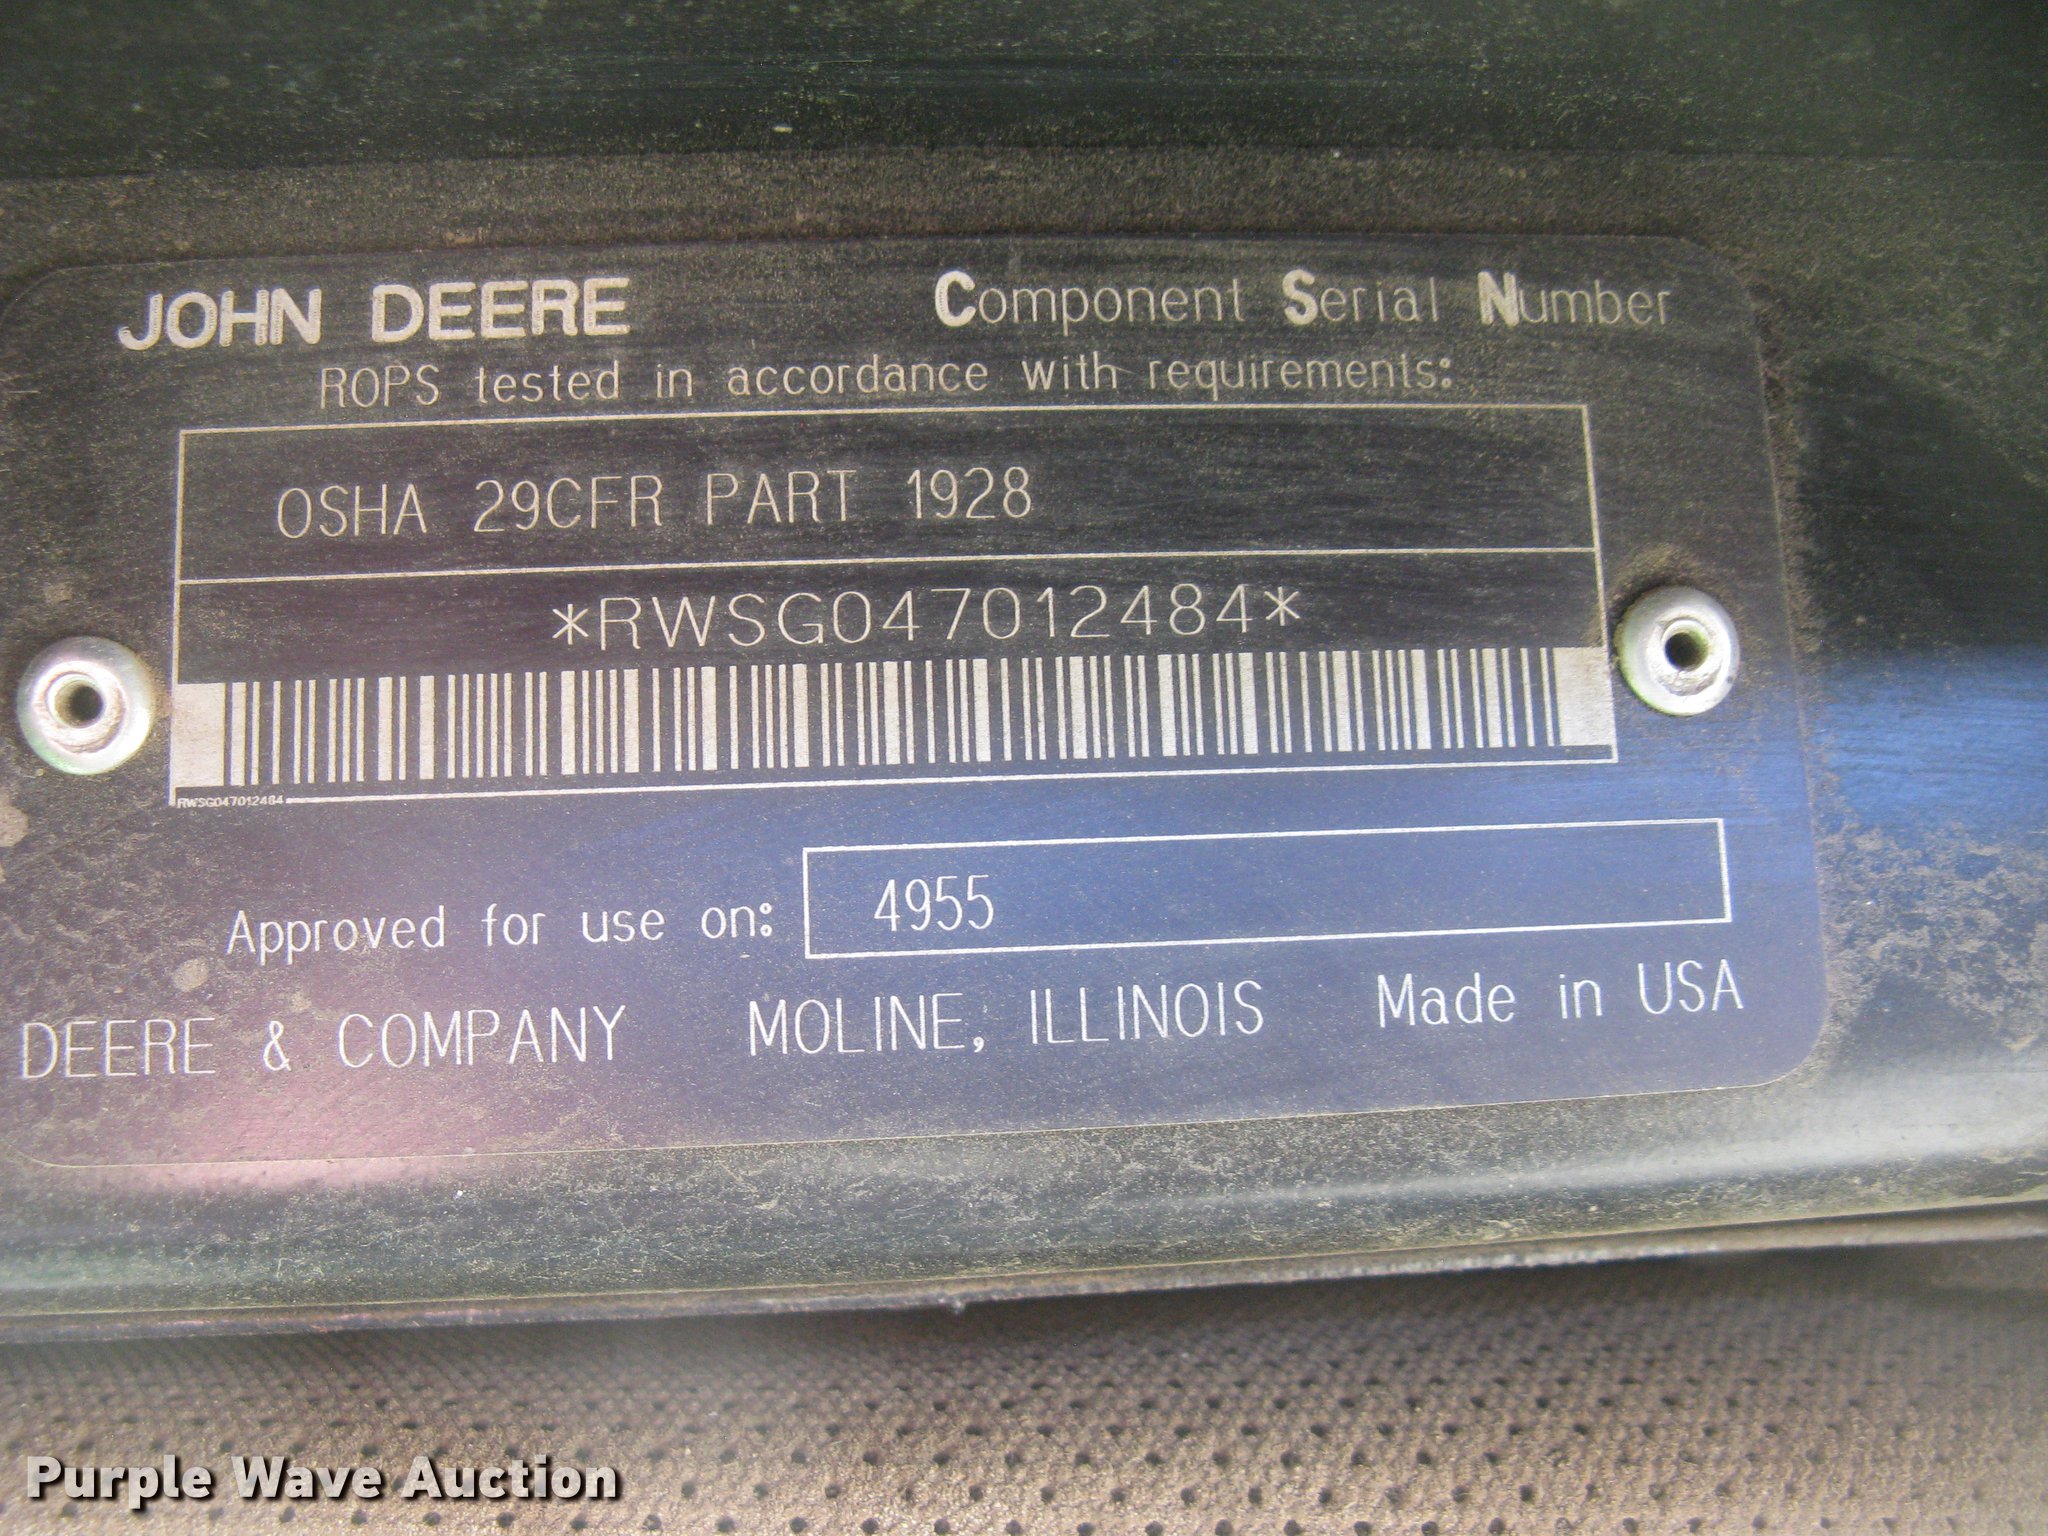 JOHN DEERE Component Serial Number
ROPS tested in accordance with requirements:
OSHA 29CFR PART 1928
*RWSG047012484*
RWSG047012484
Approved for use on: 4955
DEERE & COMPANY MOLINE, ILLINOIS Made in USA
Purple Wave Auction